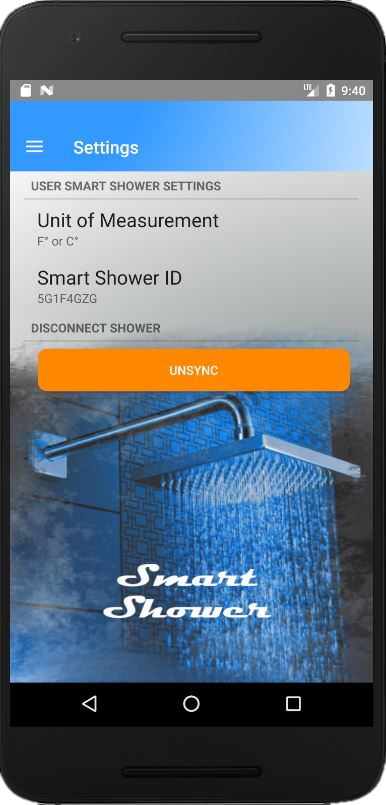 LTE 9:40
Settings
USER SMART SHOWER SETTINGS
Unit of Measurement
F° or C°
Smart Shower ID
5G1F4GZG
DISCONNECT SHOWER
UNSYNC
Smart
Shower